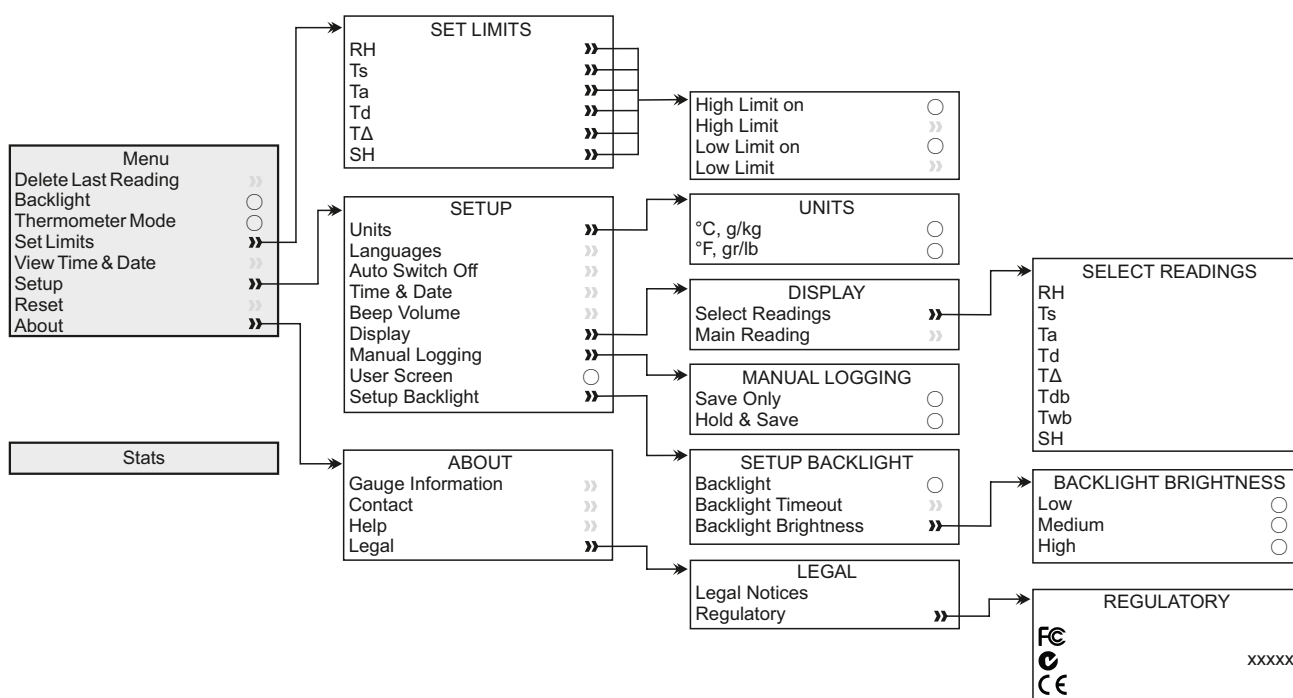 Menu
Delete Last Reading »
Backlight
Thermometer Mode
Set Limits »
View Time & Date »
Setup »
Reset »
About »
Stats
SET LIMITS
RH »
Ts »
Ta »
Td »
TΔ »
SH »
SETUP
Units »
Languages »
Auto Switch Off »
Time & Date »
Beep Volume »
Display »
Manual Logging »
User Screen
Setup Backlight »
ABOUT
Gauge Information »
Contact »
Help »
Legal »
High Limit on
High Limit »
Low Limit on
Low Limit »
UNITS
°C, g/kg
°F, gr/lb
DISPLAY
Select Readings »
Main Reading »
MANUAL LOGGING
Save Only
Hold & Save
SETUP BACKLIGHT
Backlight
Backlight Timeout »
Backlight Brightness »
LEGAL
Legal Notices
Regulatory »
SELECT READINGS
RH
Ts
Ta
Td
TΔ
Tdb
Twb
SH
BACKLIGHT BRIGHTNESS
Low
Medium
High
REGULATORY
FC
xxxxx
CE